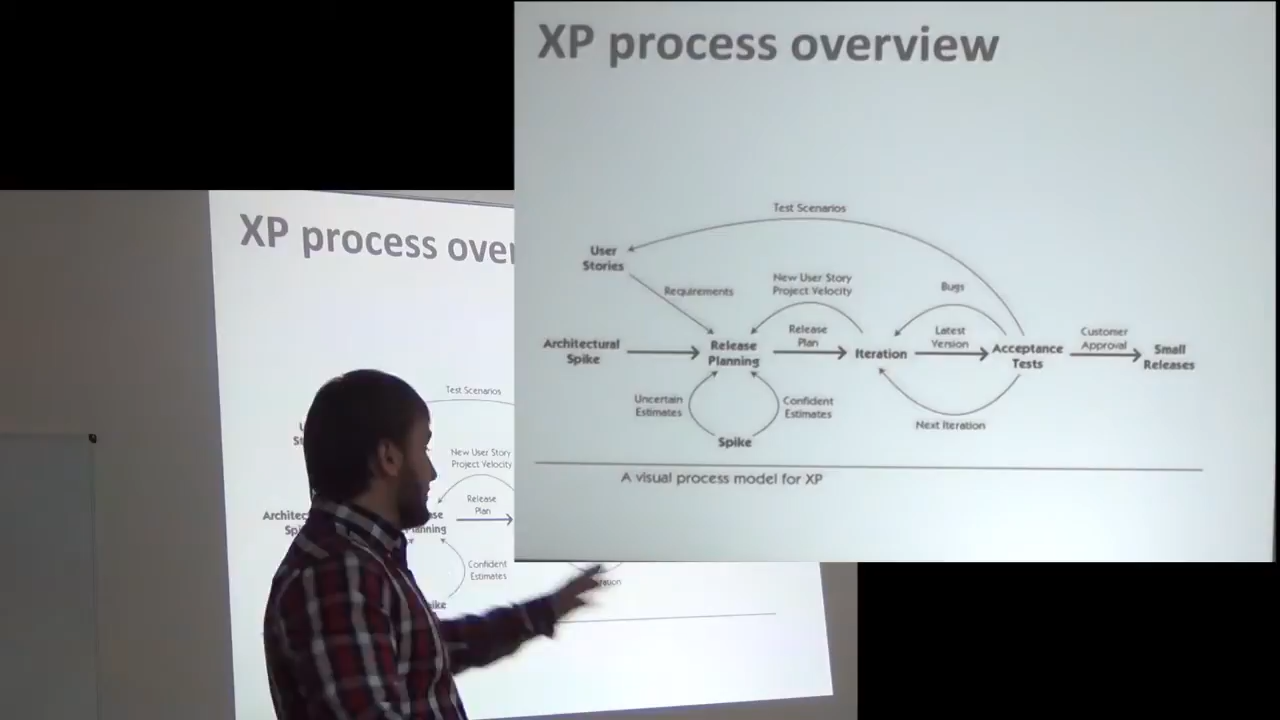 XP process overview
Test Scenarios
User
Stories
Requirements
New User Story
Project Velocity
Bugs
Architectural
Spike
Release
Planning
Release
Plan
Iteration
Latest
Version
Acceptance
Tests
Customer
Approval
Small
Releases
Uncertain
Estimates
Confident
Estimates
Next Iteration
Spike
A visual process model for XP
XP process over
Test Scenarios
New User Story
Project Velocity
Release
Plan
Confident
Estimates